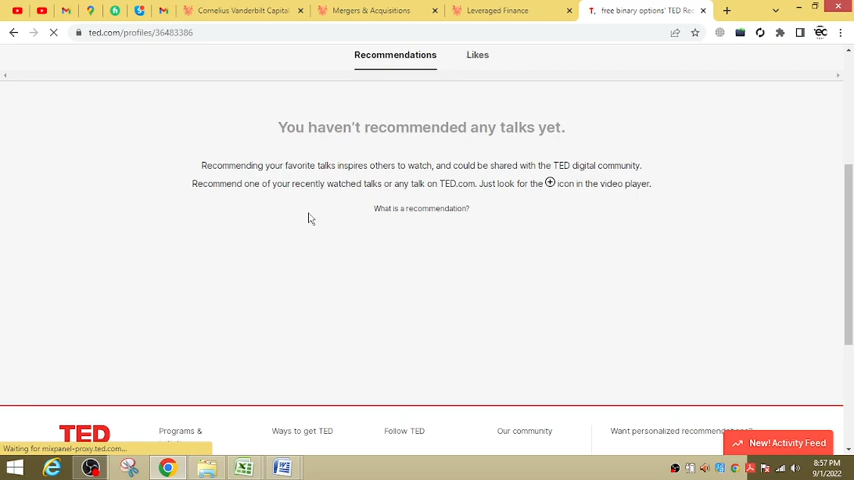 Cornelius Vanderbilt Capital
Mergers & Acquisitions
Leveraged Finance
T. free binary options' TED Rec
ted.com/profiles/36483386
Recommendations
Likes
You haven't recommended any talks yet.
Recommending your favorite talks inspires others to watch, and could be shared with the TED digital community.
Recommend one of your recently watched talks or any talk on TED.com. Just look for the icon in the video player.
What is a recommendation?
TED
Programs &
Ways to get TED
Follow TED
Our community
Want personalized recommendations?
New! Activity Feed
Waiting for mixpanel-proxy.ted.com...
8:57 PM
9/1/2022